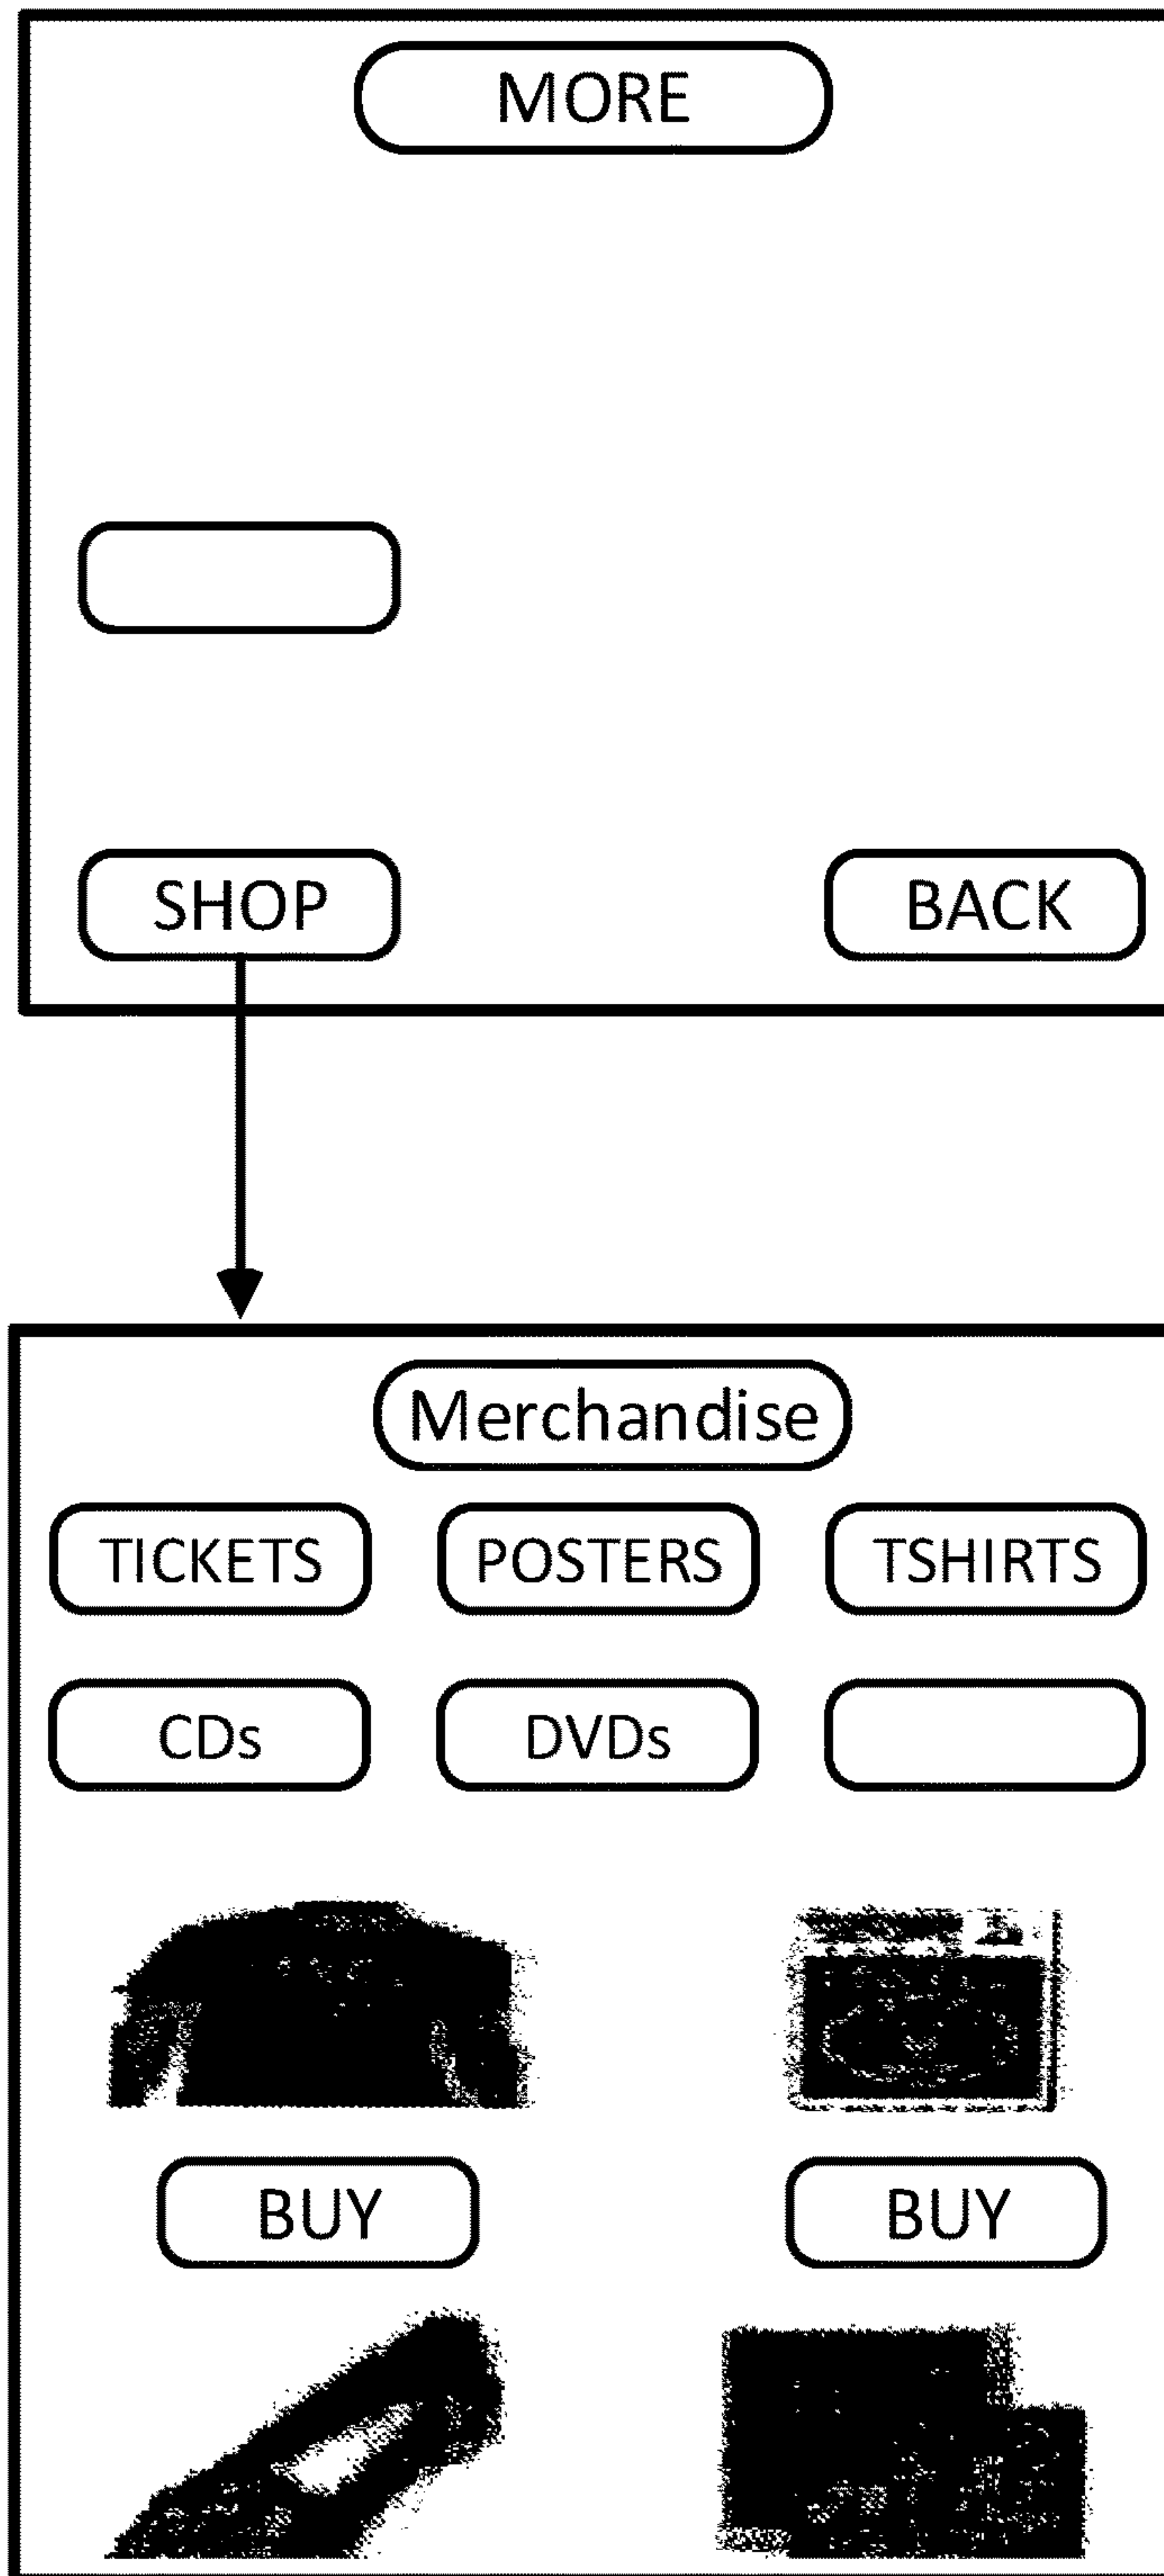 MORE
SHOP BACK
Merchandise
TICKETS POSTERS TSHIRTS
CDs DVDs
BUY BUY